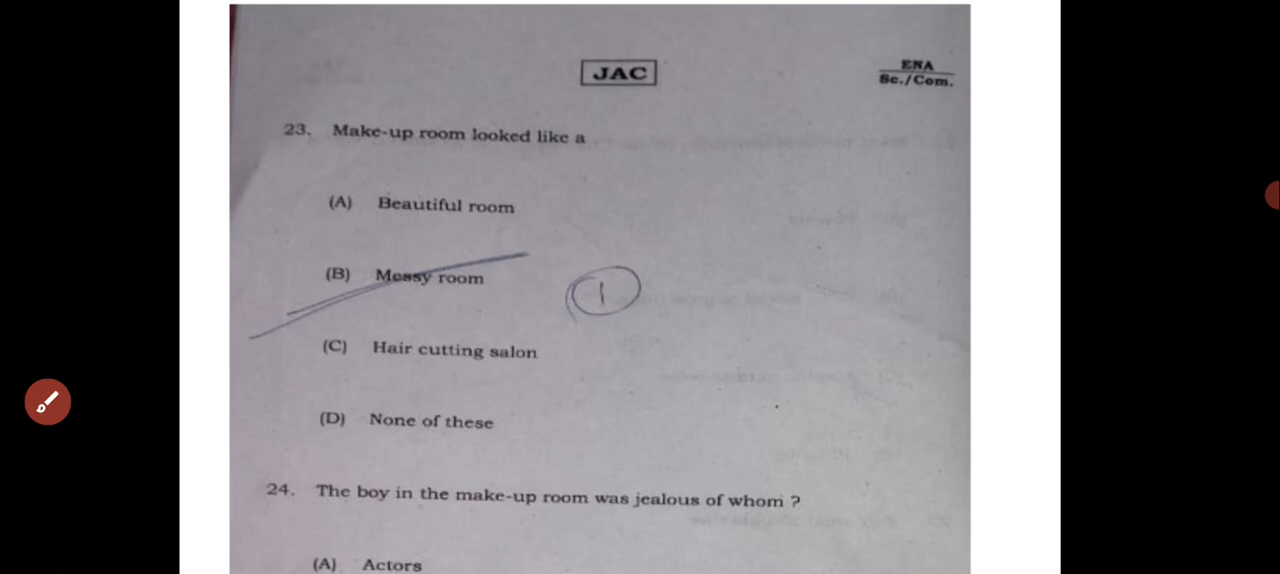 JAC
ENA
Sc./Com.
23. Make-up room looked like a
(A) Beautiful room
(B) Messy room
1
(C) Hair cutting salon
(D) None of these
24. The boy in the make-up room was jealous of whom ?
(A) Actors